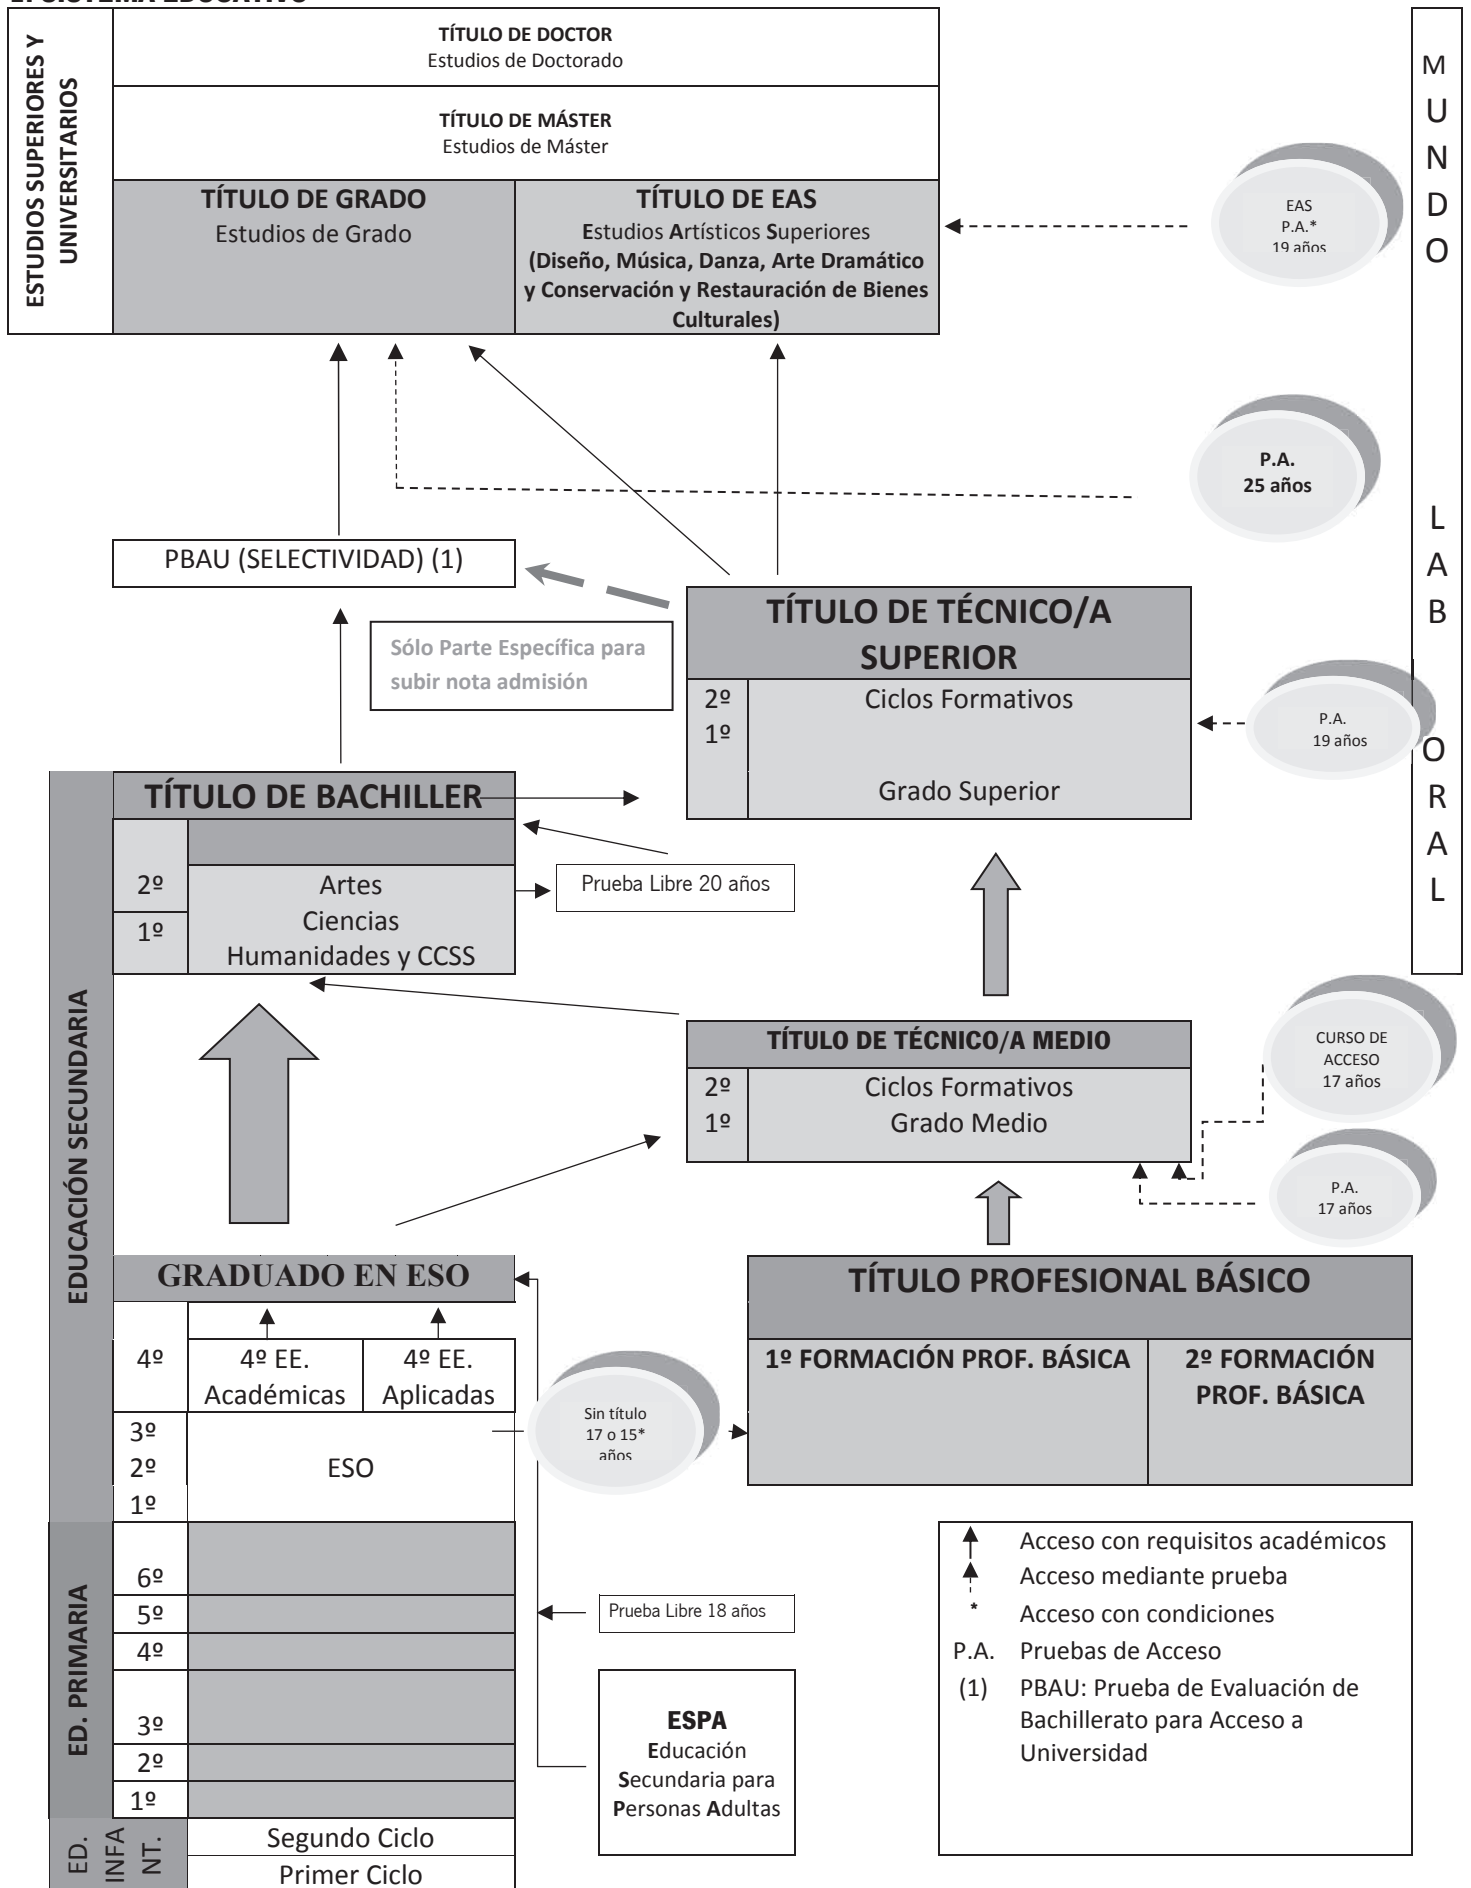 1. SISTEMA EDUCATIVO
ESTUDIOS SUPERIORES Y
UNIVERSITARIOS
TÍTULO DE DOCTOR
Estudios de Doctorado
TÍTULO DE MÁSTER
Estudios de Máster
TÍTULO DE GRADO
Estudios de Grado
TÍTULO DE EAS
Estudios Artísticos Superiores
(Diseño, Música, Danza, Arte Dramático
y Conservación y Restauración de Bienes
Culturales)
EAS
P.A.*
19 años
MUNDO
LABORAL
P.A.
25 años
PBAU (SELECTIVIDAD) (1)
Sólo Parte Específica para
subir nota admisión
TÍTULO DE TÉCNICO/A
SUPERIOR
2º
1º
Ciclos Formativos
Grado Superior
P.A.
19 años
EDUCACIÓN SECUNDARIA
TÍTULO DE BACHILLER
2º
1º
Artes
Ciencias
Humanidades y CCSS
Prueba Libre 20 años
TÍTULO DE TÉCNICO/A MEDIO
2º
1º
Ciclos Formativos
Grado Medio
CURSO DE
ACCESO
17 años
P.A.
17 años
GRADUADO EN ESO
4º
4º EE.
Académicas
4º EE.
Aplicadas
3º
2º
1º
ESO
Sin título
17 o 15*
años
TÍTULO PROFESIONAL BÁSICO
1º FORMACIÓN PROF. BÁSICA
2º FORMACIÓN
PROF. BÁSICA
ED. PRIMARIA
6º
5º
4º
3º
2º
1º
Prueba Libre 18 años
ESPA
Educación
Secundaria para
Personas Adultas
ED.
INFA
NT.
Segundo Ciclo
Primer Ciclo
Acceso con requisitos académicos
Acceso mediante prueba
* Acceso con condiciones
P.A. Pruebas de Acceso
(1) PBAU: Prueba de Evaluación de
Bachillerato para Acceso a
Universidad